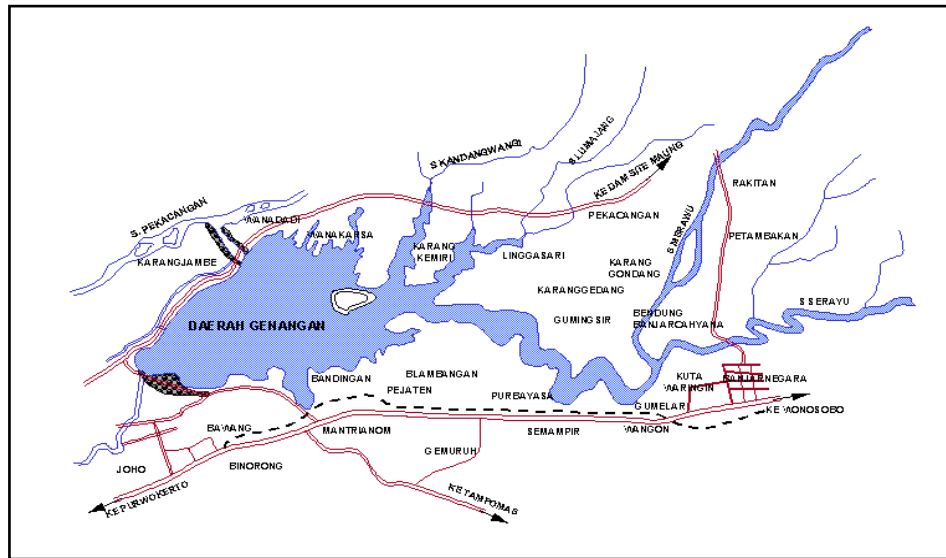 S KANDANGWANGI
S LUMAJANG
KEDAM SITE MAUNG
S. PEKACANGAN
WANADADI
WANAKARSA
PEKACANGAN
RAKITAN
S MERAWU
PETAMBAKAN
KARANGJAMBE
KARANG
KEMIRI
LINGGASARI
KARANG
GONDANG
KARANGGEDANG
S SERAYU
DAERAH GENANGAN
GUMINGSIR
BENDUNG
BANJARCAHYANA
BANDINGAN
BLAMBANGAN
PEJATEN
PURBAYASA
KUTA
WARINGIN
BANJARNEGARA
GUMELAR
KE WONOSOBO
BAWANG
MANTRIANOM
SEMAMPIR
WANGON
JOHO
BINORONG
GEMURUH
KE PURWOKERTO
KE TAMPOMAS